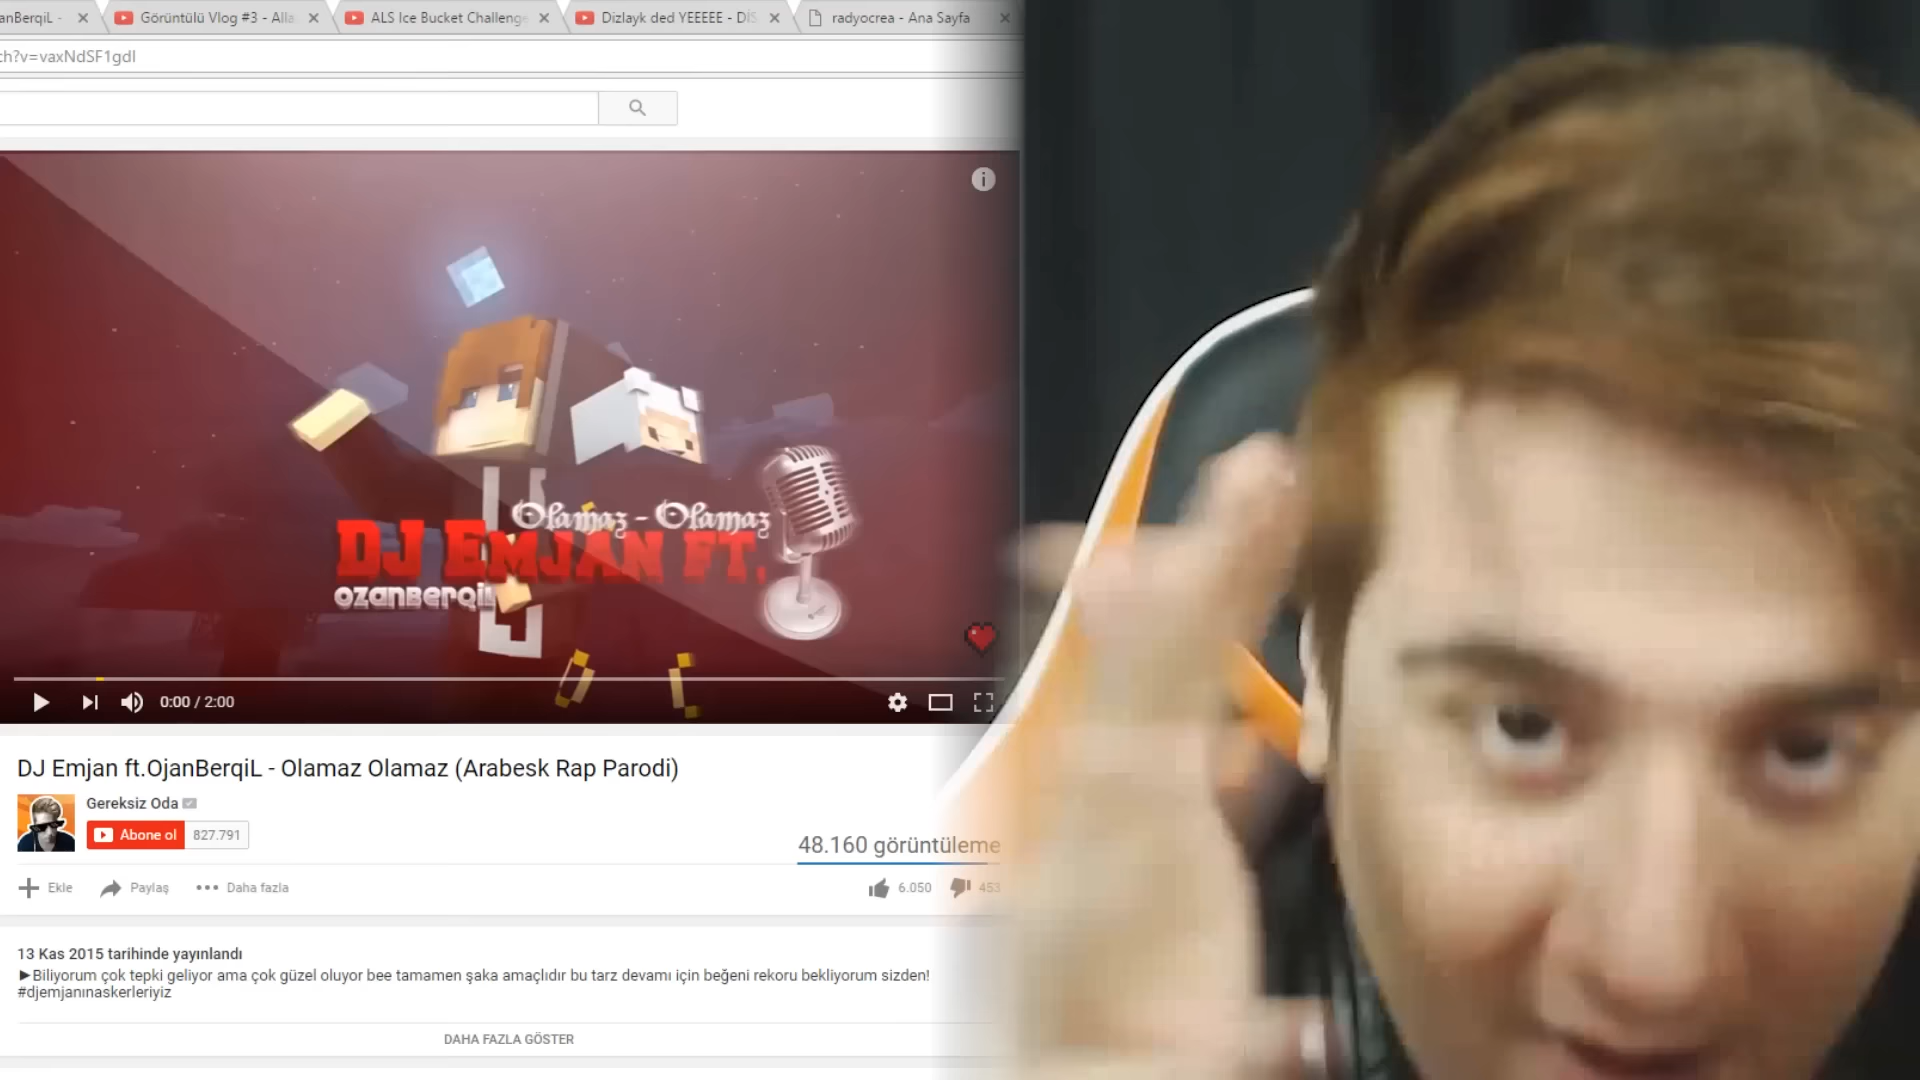 anBerqiL -
Görüntülü Vlog #3 - Alla
ALS Ice Bucket Challenge
Dizlayk ded YEEEEE - DİS
radyocrea - Ana Sayfa
ch?v=vaxNdSF1gdI
Olamaz - Olamaz
DJ Emjan ft.
ozanBerqiL
0:00 / 2:00
DJ Emjan ft.OjanBerqiL - Olamaz Olamaz (Arabesk Rap Parodi)
Gereksiz Oda
Abone ol 827.791
48.160 görüntüleme
Ekle Paylaş Daha fazla
6.050 453
13 Kas 2015 tarihinde yayınlandı
►Biliyorum çok tepki geliyor ama çok güzel oluyor bee tamamen şaka amaçlıdır bu tarz devamı için beğeni rekoru bekliyorum sizden!
#djemjanınaskerleriyiz
DAHA FAZLA GÖSTER